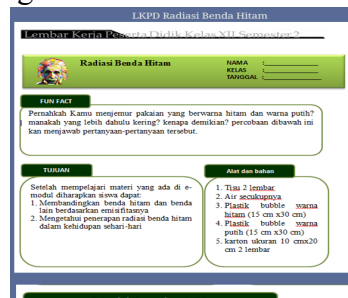 LKPD Radiasi Benda Hitam
Lembar Kerja Peserta Didik Kelas XII Semester 2
Radiasi Benda Hitam
NAMA :
KELAS :
TANGGAL :
FUN FACT
Pernahkah Kamu menjemur pakaian yang berwarna hitam dan warna putih?
manakah yang lebih dahulu kering? kenapa demikian? percobaan dibawah ini
kan menjawab pertanyaan-pertanyaan tersebut.
TUJUAN
Setelah mempelajari materi yang ada di e-
modul diharapkan siswa dapat:
1. Membandingkan benda hitam dan benda
lain berdasarkan emisifitasnya
2. Mengetahui penerapan radiasi benda hitam
dalam kehidupan sehari-hari
Alat dan bahan
1. Tisu 2 lembar
2. Air secukupnya
3. Plastik bubble warna
hitam (15 cm x30 cm)
4. Plastik bubble warna
putih (15 cm x30 cm)
5. karton ukuran 10 cmx20
cm 2 lembar